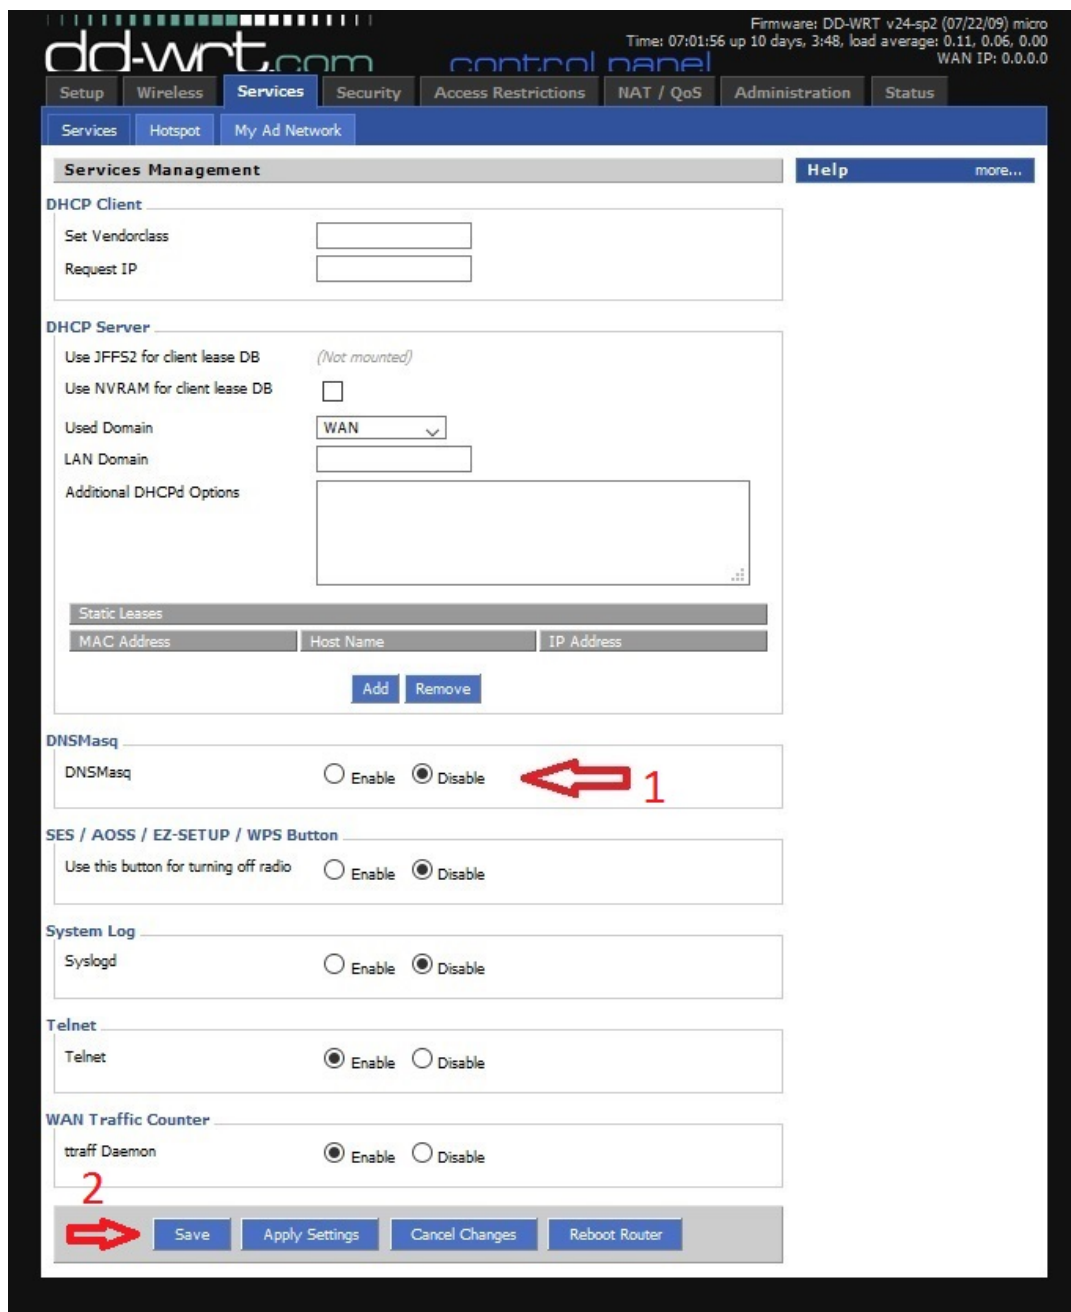 Firmware: DD-WRT v24-sp2 (07/22/09) micro
Time: 07:01:56 up 10 days, 3:48, load average: 0.11, 0.06, 0.00
WAN IP: 0.0.0.0
dd-wrt.com control panel
Setup Wireless Services Security Access Restrictions NAT / QoS Administration Status
Services Hotspot My Ad Network
Services Management Help more...
DHCP Client
Set Vendorclass
Request IP
DHCP Server
Use JFFS2 for client lease DB (Not mounted)
Use NVRAM for client lease DB
Used Domain WAN
LAN Domain
Additional DHCPd Options
Static Leases
MAC Address Host Name IP Address
Add Remove
DNSMasq
DNSMasq Enable Disable 1
SES / AOSS / EZ-SETUP / WPS Button
Use this button for turning off radio Enable Disable
System Log
Syslogd Enable Disable
Telnet
Telnet Enable Disable
WAN Traffic Counter
ttraff Daemon Enable Disable
2
Save Apply Settings Cancel Changes Reboot Router